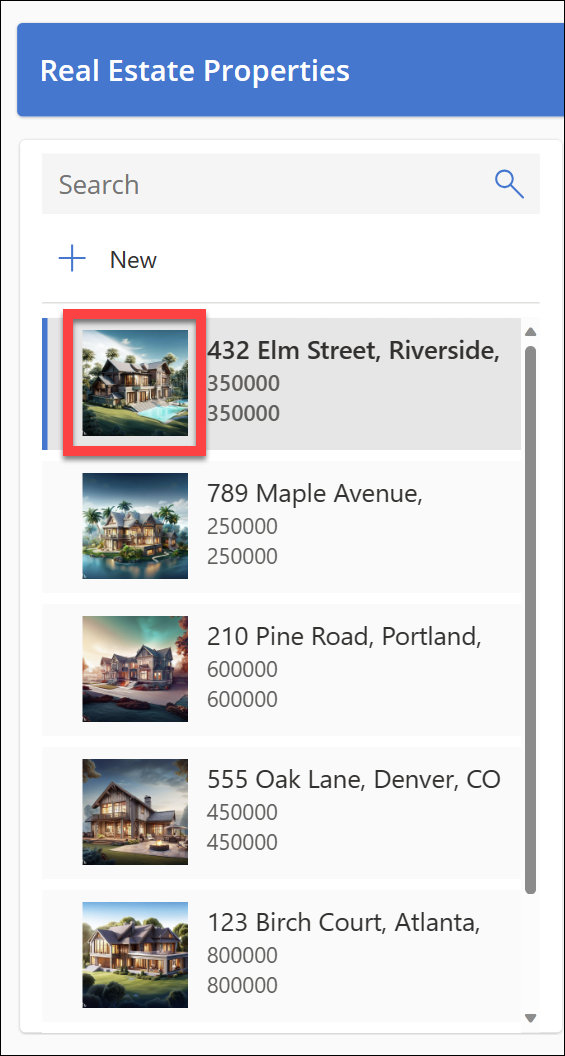 Real Estate Properties
Search
New
432 Elm Street, Riverside,
350000
350000
789 Maple Avenue,
250000
250000
210 Pine Road, Portland,
600000
600000
555 Oak Lane, Denver, CO
450000
450000
123 Birch Court, Atlanta,
800000
800000